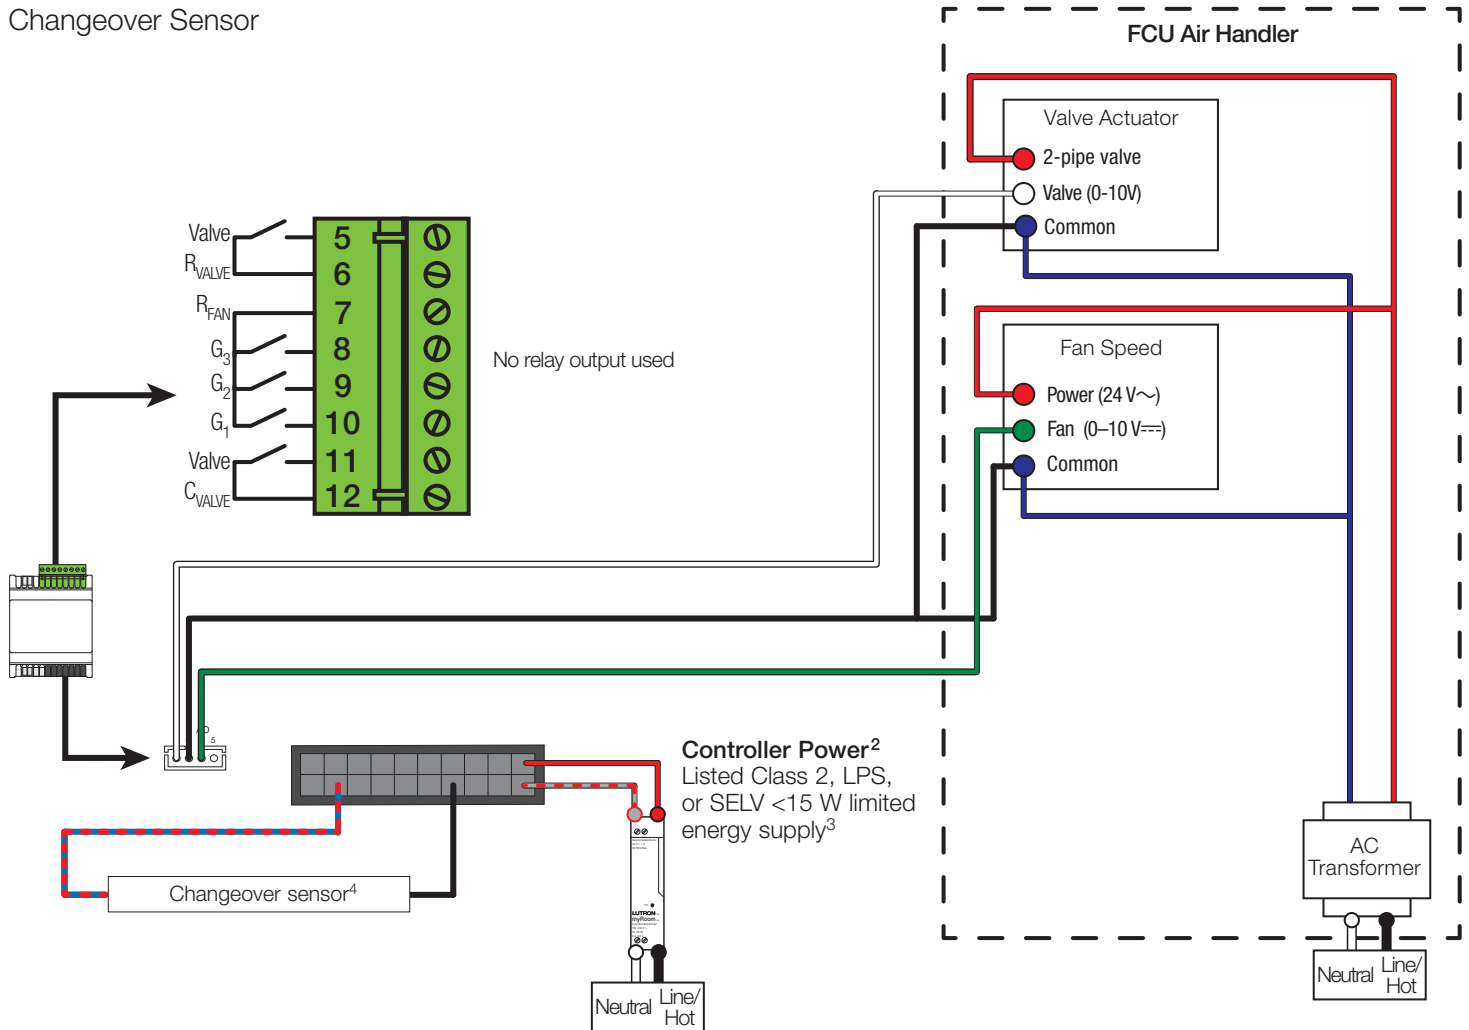 Changeover Sensor
FCU Air Handler
Valve Actuator
2-pipe valve
Valve (0-10V)
Common
Valve 5
RVALVE 6
RFAN 7
G3 8
G2 9
G1 10
Valve 11
CVALVE 12
No relay output used
Fan Speed
Power (24 V~)
Fan (0–10 V⎓)
Common
5
Controller Power2
Listed Class 2, LPS,
or SELV <15 W limited
energy supply3
Changeover sensor4
LUTRON
myRoom
Neutral
Line/
Hot
AC
Transformer
Neutral
Line/
Hot